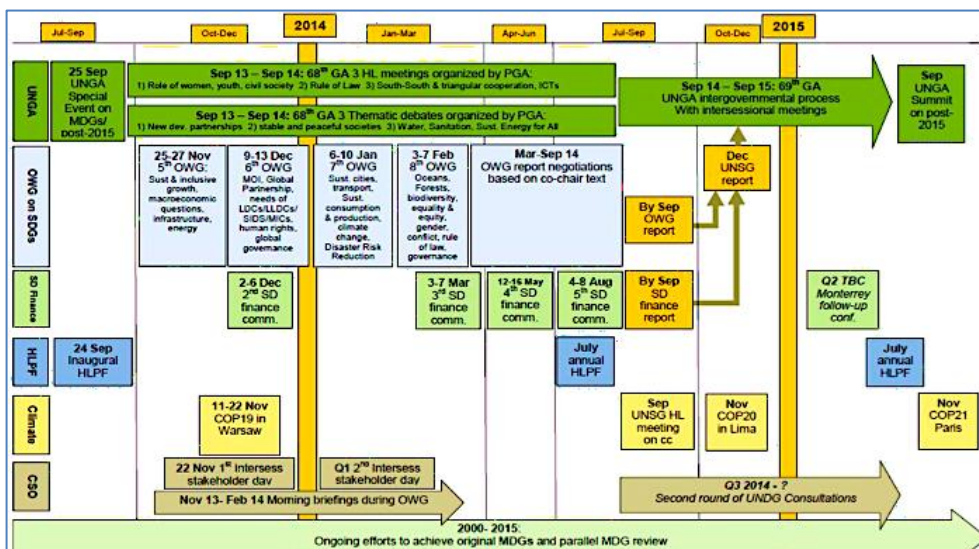 2014
2015
Jul-Sep
Oct-Dec
Jan-Mar
Apr-Jun
Jul-Sep
Oct-Dec
UNGA
25 Sep
UNGA
Special
Event on
MDGs/
post-2015
Sep 13 – Sep 14: 68th GA 3 HL meetings organized by PGA:
1) Role of women, youth, civil society 2) Rule of Law 3) South-South & triangular cooperation, ICTs
Sep 13 – Sep 14: 68th GA 3 Thematic debates organized by PGA:
1) New dev. partnerships 2) stable and peaceful societies 3) Water, Sanitation, Sust. Energy for All
Sep 14 – Sep 15: 69th GA
UNGA intergovernmental process
With intersessional meetings
Sep
UNGA
Summit
on post-
2015
OWG on SDGs
25-27 Nov
5th OWG:
Sust & inclusive
growth,
macroeconomic
questions,
infrastructure,
energy
9-13 Dec
6th OWG:
MOI, Global
Partnership,
needs of
LDCs/LLDCs/
SIDS/MICs,
human rights,
global
governance
6-10 Jan
7th OWG:
Sust. cities,
transport,
Sust.
consumption
& production,
climate
change,
Disaster Risk
Reduction
3-7 Feb
8th OWG:
Oceans,
Forests,
biodiversity,
equality &
equity,
gender,
conflict, rule
of law,
governance
Mar-Sep 14
OWG report negotiations
based on co-chair text
By Sep
OWG
report
Dec
UNSG
report
SD Finance
2-6 Dec
2nd SD
finance
comm.
3-7 Mar
3rd SD
finance
comm.
12-16 May
4th SD
finance
comm.
4-8 Aug
5th SD
finance
comm.
By Sep
SD
finance
report
Q2 TBC
Monterrey
follow-up
conf.
HLPF
24 Sep
Inaugural
HLPF
July
annual
HLPF
July
annual
HLPF
Climate
11-22 Nov
COP19 in
Warsaw
Sep
UNSG HL
meeting
on cc
Nov
COP20
in Lima
Nov
COP21
Paris
CSO
22 Nov 1st Intersess
stakeholder day
Q1 2nd Intersess
stakeholder day
Nov 13- Feb 14 Morning briefings during OWG
Q3 2014 - ?
Second round of UNDG Consultations
2000- 2015:
Ongoing efforts to achieve original MDGs and parallel MDG review